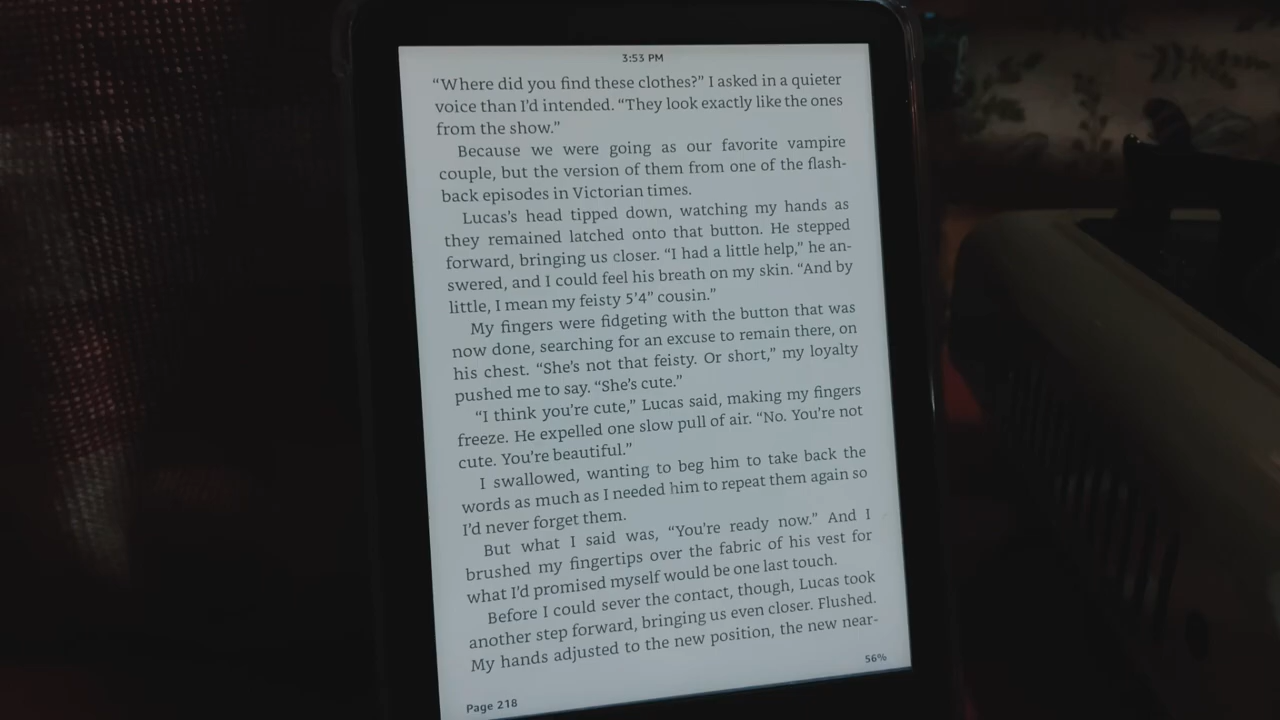 3:53 PM
“Where did you find these clothes?” I asked in a quieter
voice than I’d intended. “They look exactly like the ones
from the show.”
Because we were going as our favorite vampire
couple, but the version of them from one of the flash-
back episodes in Victorian times.
Lucas’s head tipped down, watching my hands as
they remained latched onto that button. He stepped
forward, bringing us closer. “I had a little help,” he an-
swered, and I could feel his breath on my skin. “And by
little, I mean my feisty 5’4” cousin.”
My fingers were fidgeting with the button that was
now done, searching for an excuse to remain there, on
his chest. “She’s not that feisty. Or short,” my loyalty
pushed me to say. “She’s cute.”
“I think you’re cute,” Lucas said, making my fingers
freeze. He expelled one slow pull of air. “No. You’re not
cute. You’re beautiful.”
I swallowed, wanting to beg him to take back the
words as much as I needed him to repeat them again so
I’d never forget them.
But what I said was, “You’re ready now.” And I
brushed my fingertips over the fabric of his vest for
what I’d promised myself would be one last touch.
Before I could sever the contact, though, Lucas took
another step forward, bringing us even closer. Flushed.
My hands adjusted to the new position, the new near-
Page 218
56%